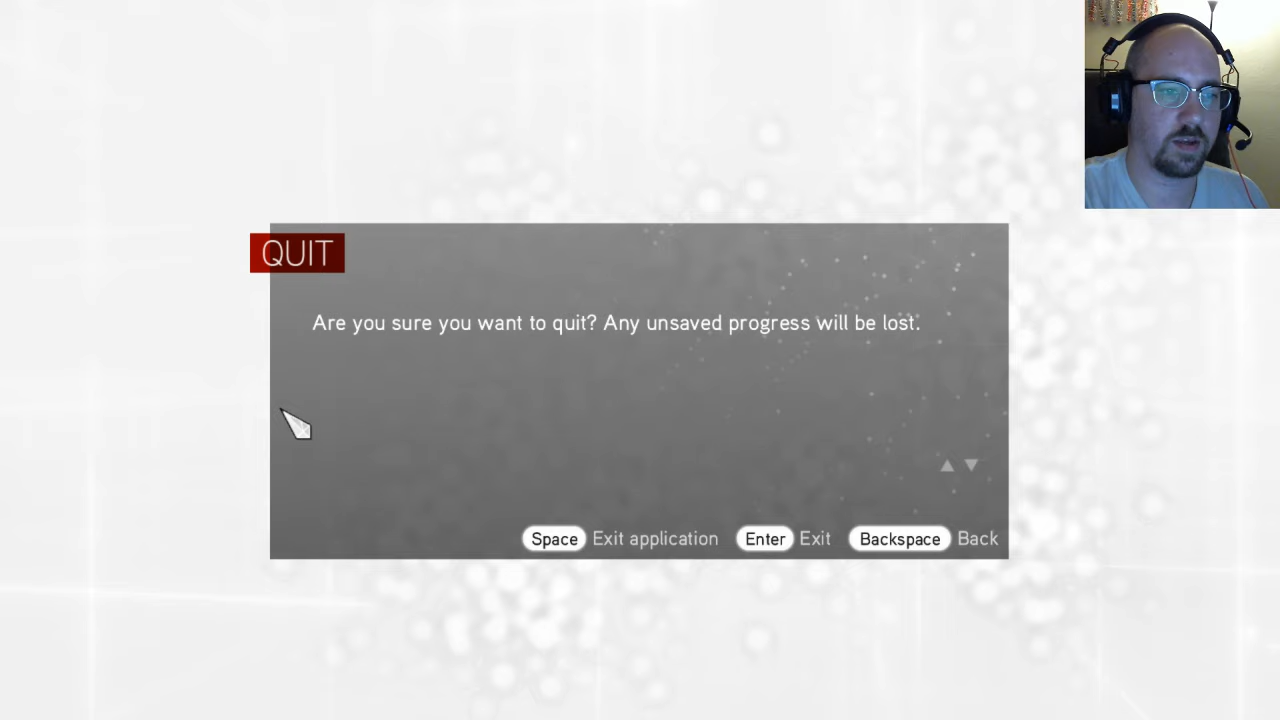 QUIT
Are you sure you want to quit? Any unsaved progress will be lost.
Space Exit application Enter Exit Backspace Back